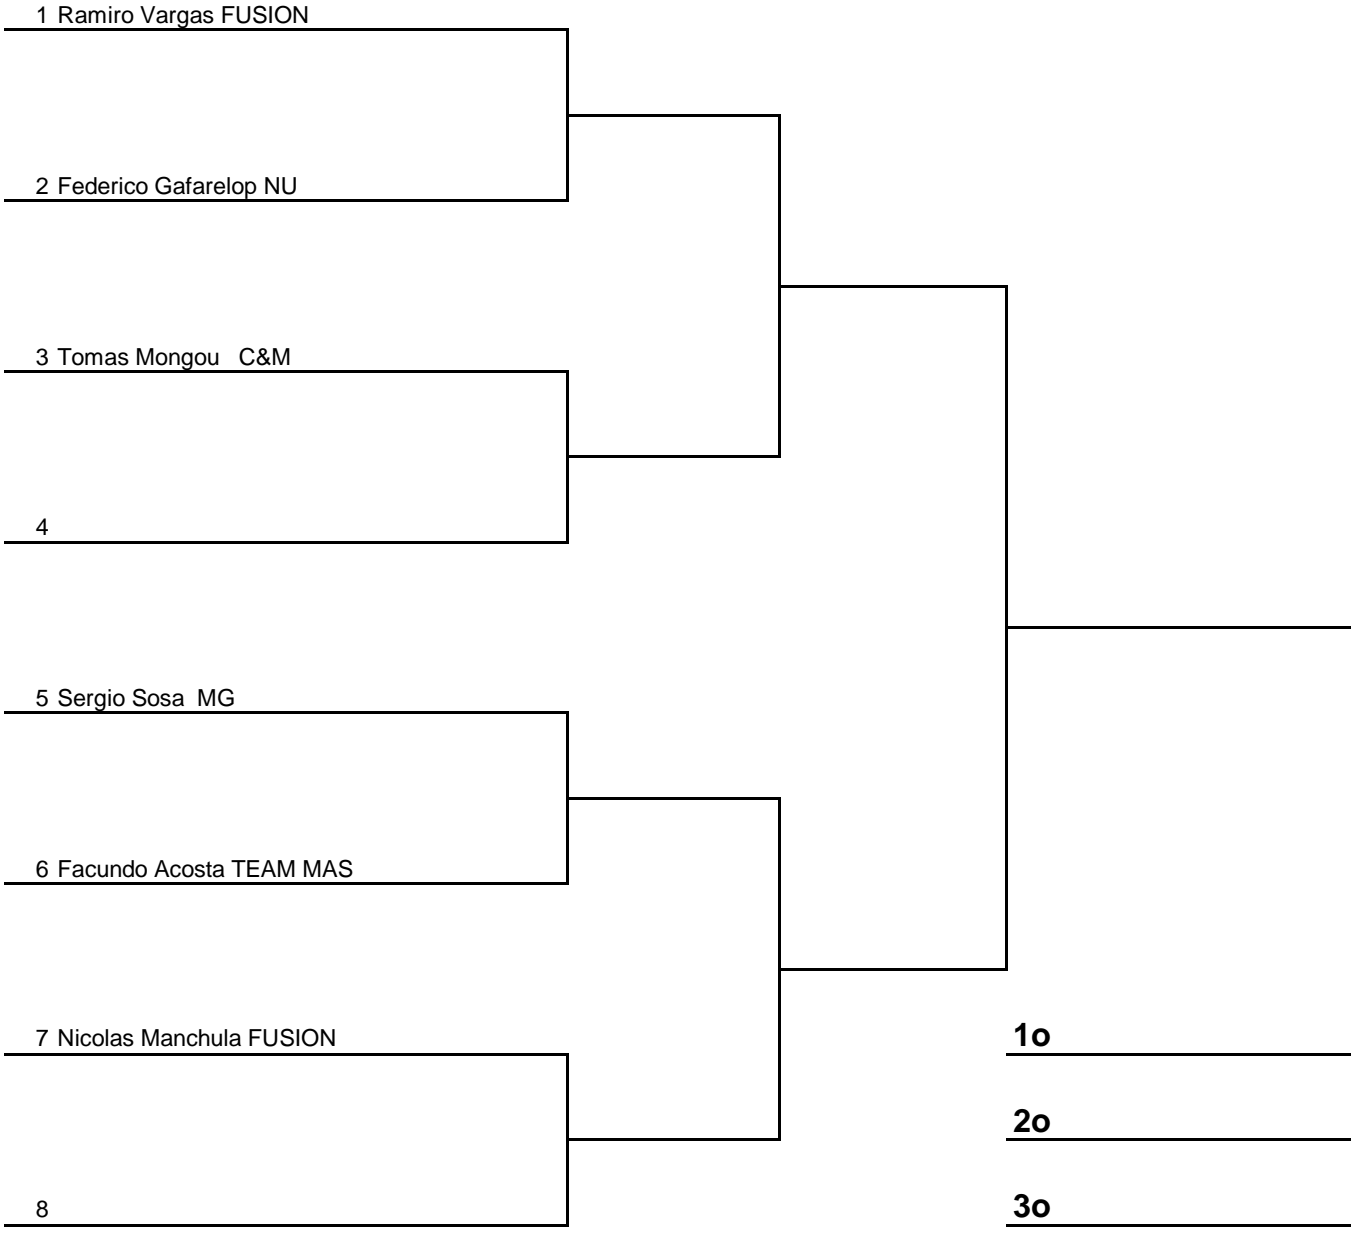 1 Ramiro Vargas FUSION
2 Federico Gafarelop NU
3 Tomas Mongou   C&M
4
5 Sergio Sosa  MG
6 Facundo Acosta TEAM MAS
7 Nicolas Manchula FUSION
1o
2o
8
3o